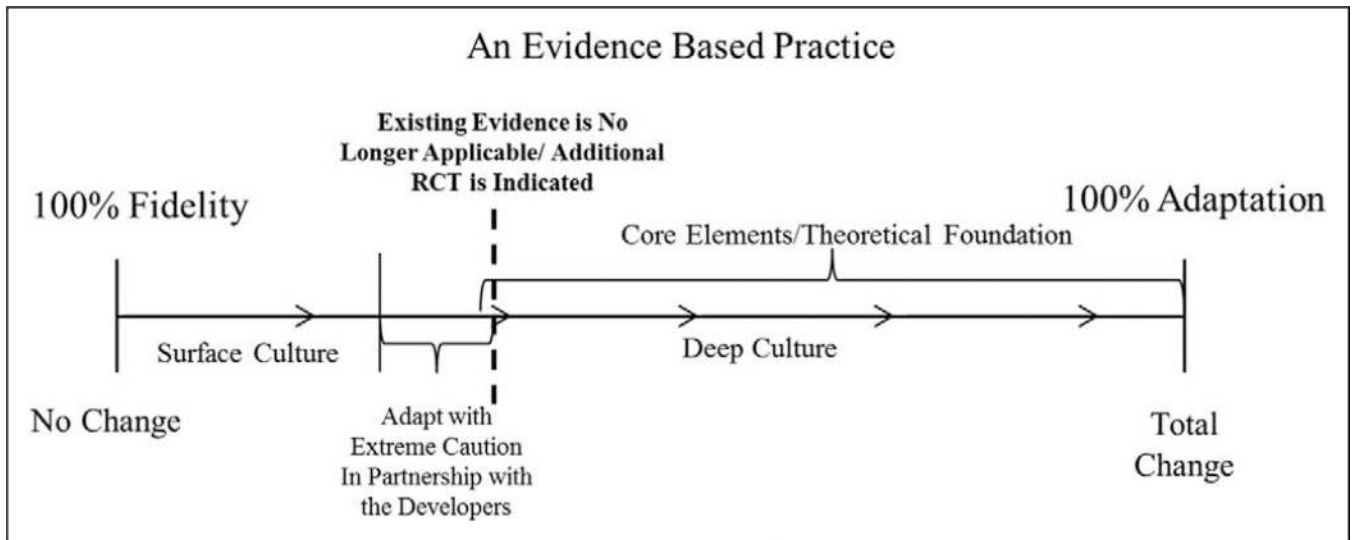 An Evidence Based Practice
Existing Evidence is No
Longer Applicable/ Additional
RCT is Indicated
100% Fidelity
100% Adaptation
Core Elements/Theoretical Foundation
Surface Culture
Deep Culture
No Change
Adapt with
Extreme Caution
In Partnership with
the Developers
Total
Change